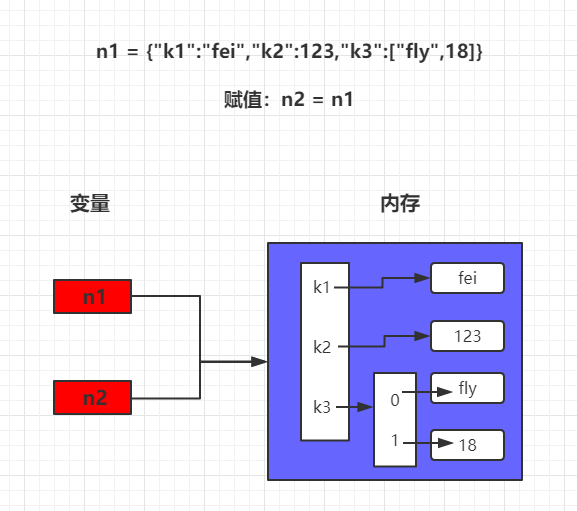 n1 = {"k1":"fei","k2":123,"k3":["fly",18]}
赋值：n2 = n1
变量
内存
n1
n2
k1
fei
k2
123
k3
0
fly
1
18